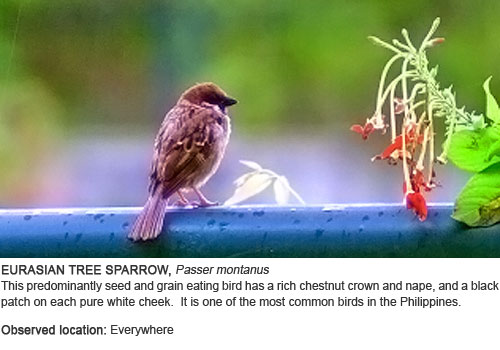 EURASIAN TREE SPARROW, Passer montanus
This predominantly seed and grain eating bird has a rich chestnut crown and nape, and a black
patch on each pure white cheek.  It is one of the most common birds in the Philippines.
Observed location: Everywhere